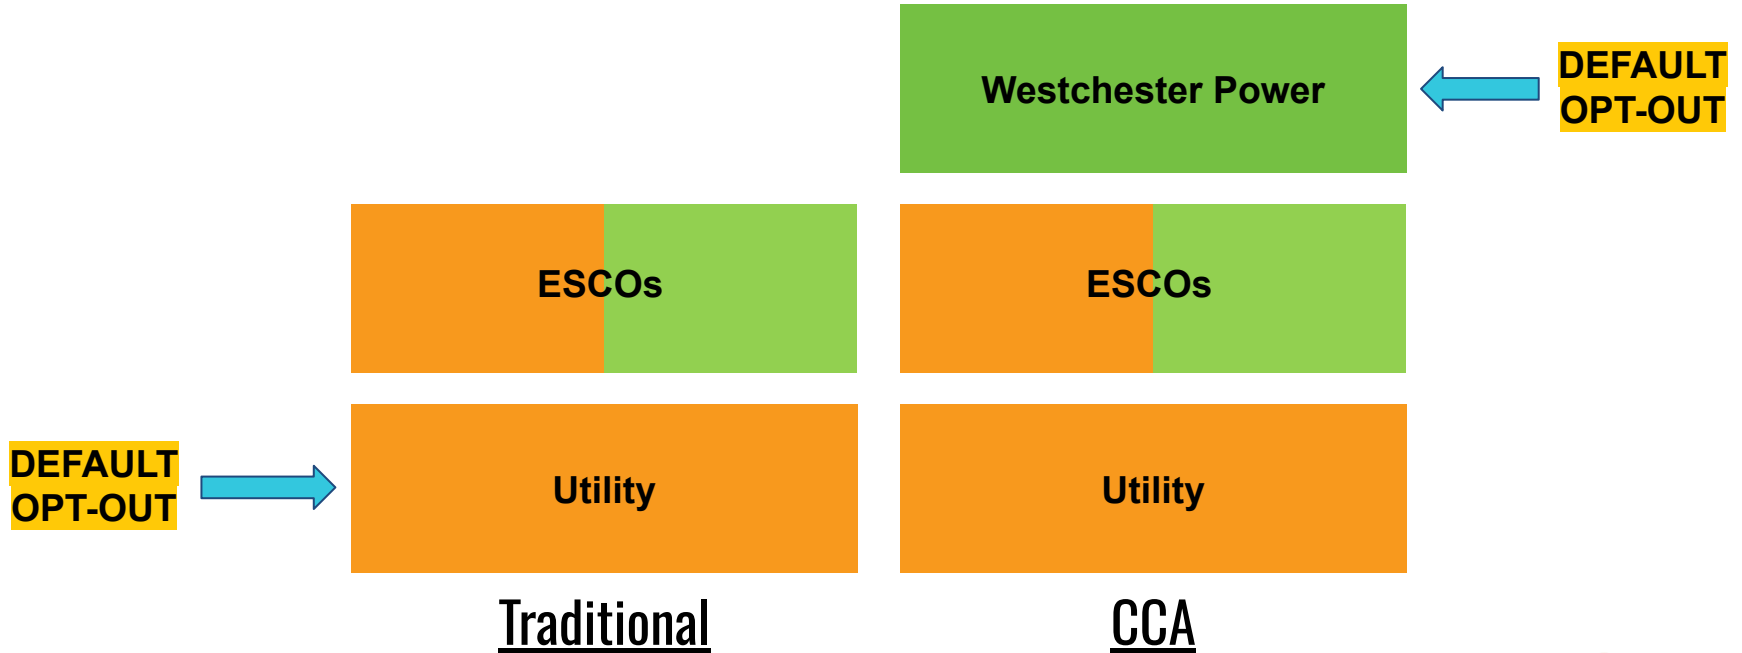 Westchester Power
DEFAULT
OPT-OUT
ESCOs
ESCOs
DEFAULT
OPT-OUT
Utility
Utility
Traditional
CCA